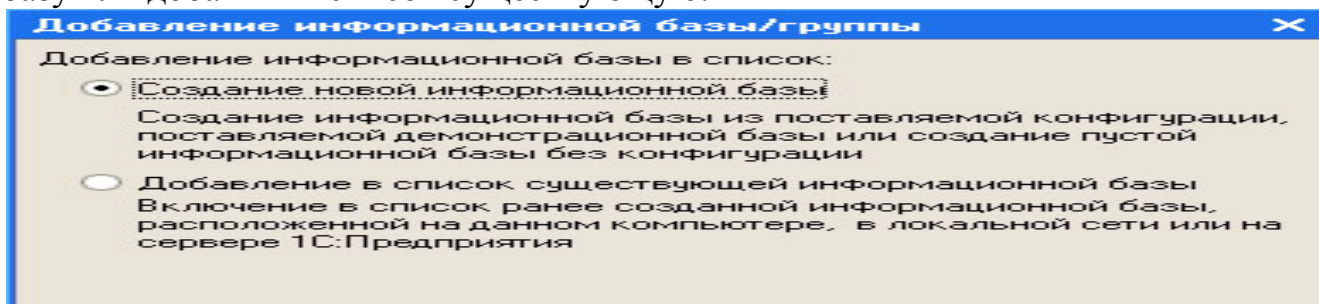 Добавление информационной базы/группы
Добавление информационной базы в список:
Создание новой информационной базы
Создание информационной базы из поставляемой конфигурации,
поставляемой демонстрационной базы или создание пустой
информационной базы без конфигурации
Добавление в список существующей информационной базы
Включение в список ранее созданной информационной базы,
расположенной на данном компьютере, в локальной сети или на
сервере 1С:Предприятия